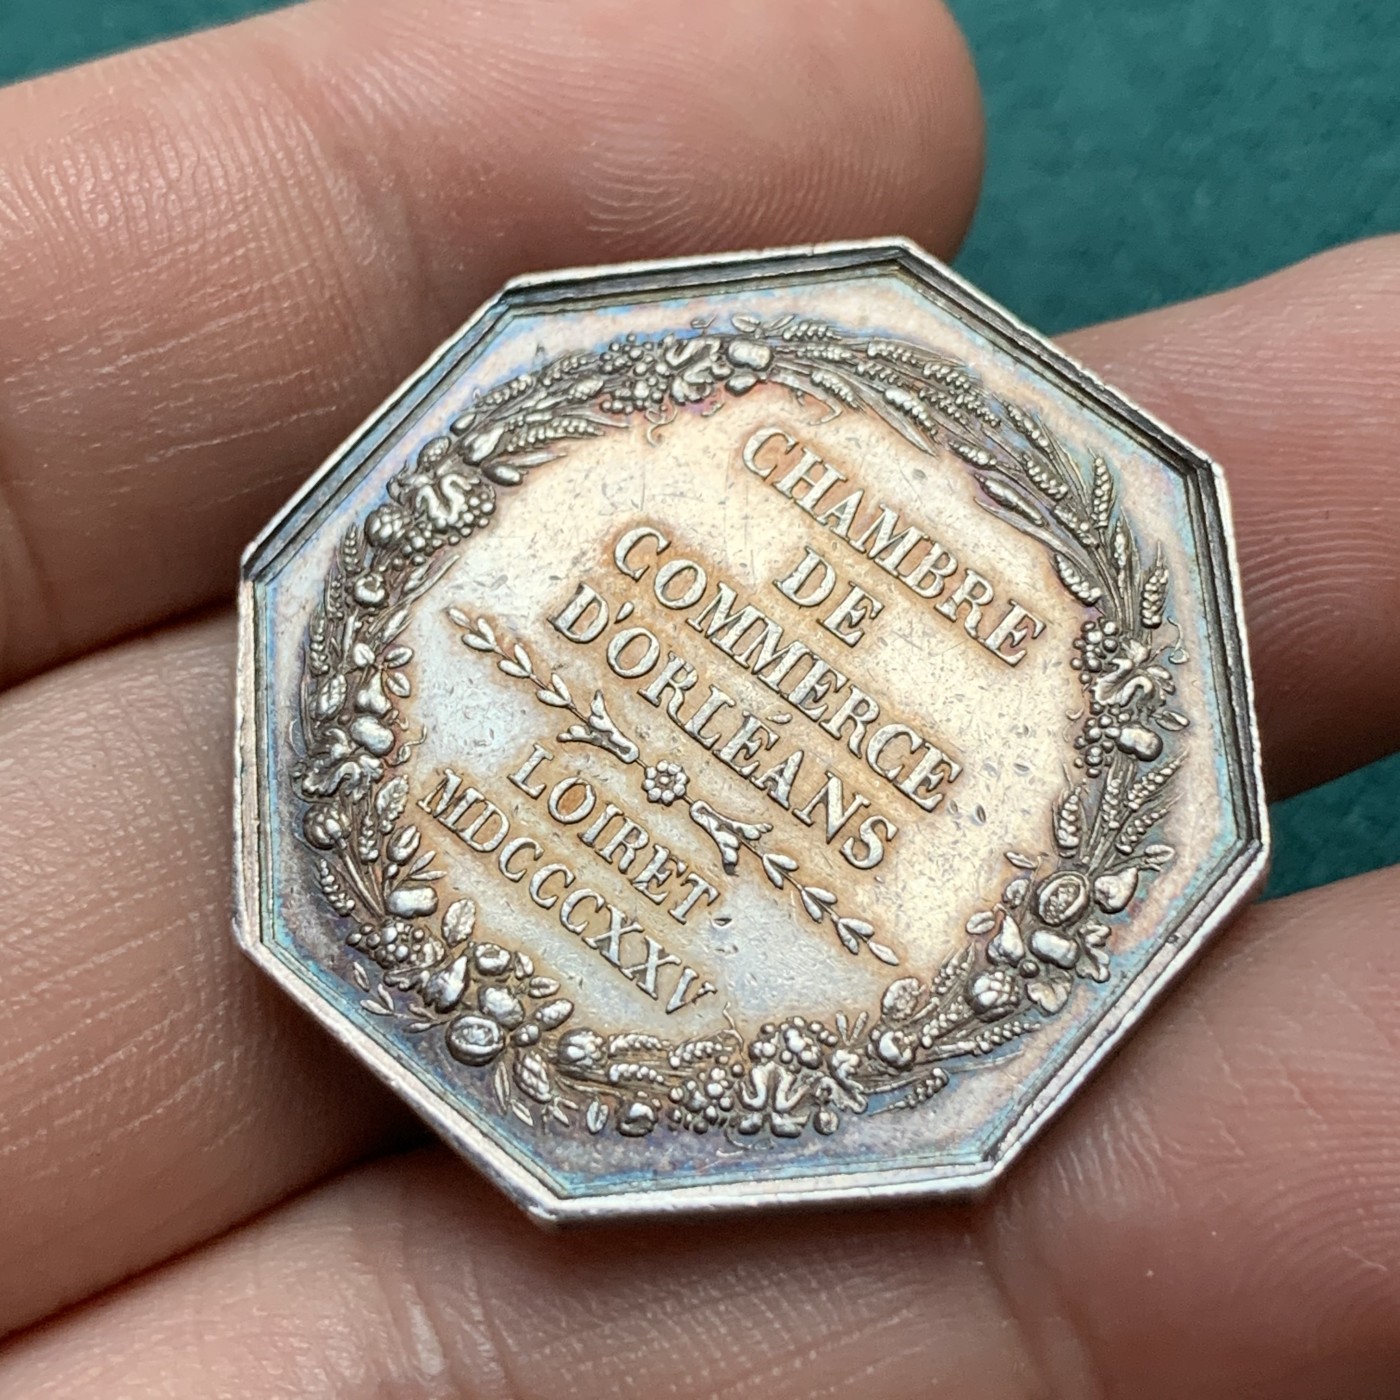 CHAMBRE
DE
COMMERCE
D'ORLÉANS
LOIRET
MDCCCXXV